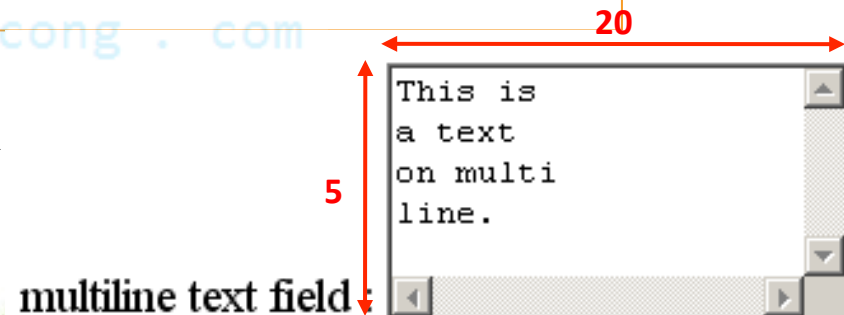 cong . com
20
This is
a text
on multi
line.
5
multiline text field :